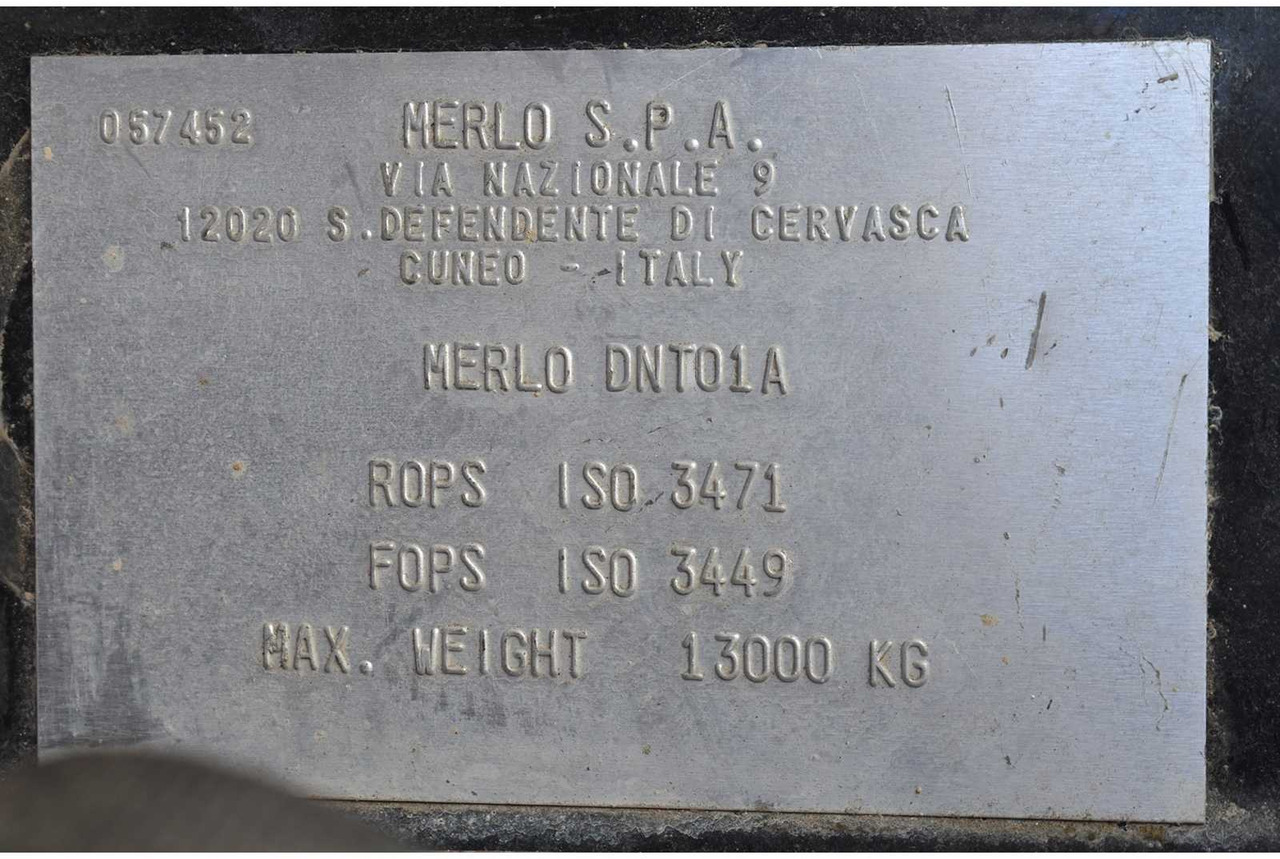 057452 MERLO S.P.A.
VIA NAZIONALE 9
12020 S.DEFENDENTE DI CERVASCA
CUNEO - ITALY
MERLO DNT01A
ROPS ISO 3471
FOPS ISO 3449
MAX. WEIGHT 13000 KG